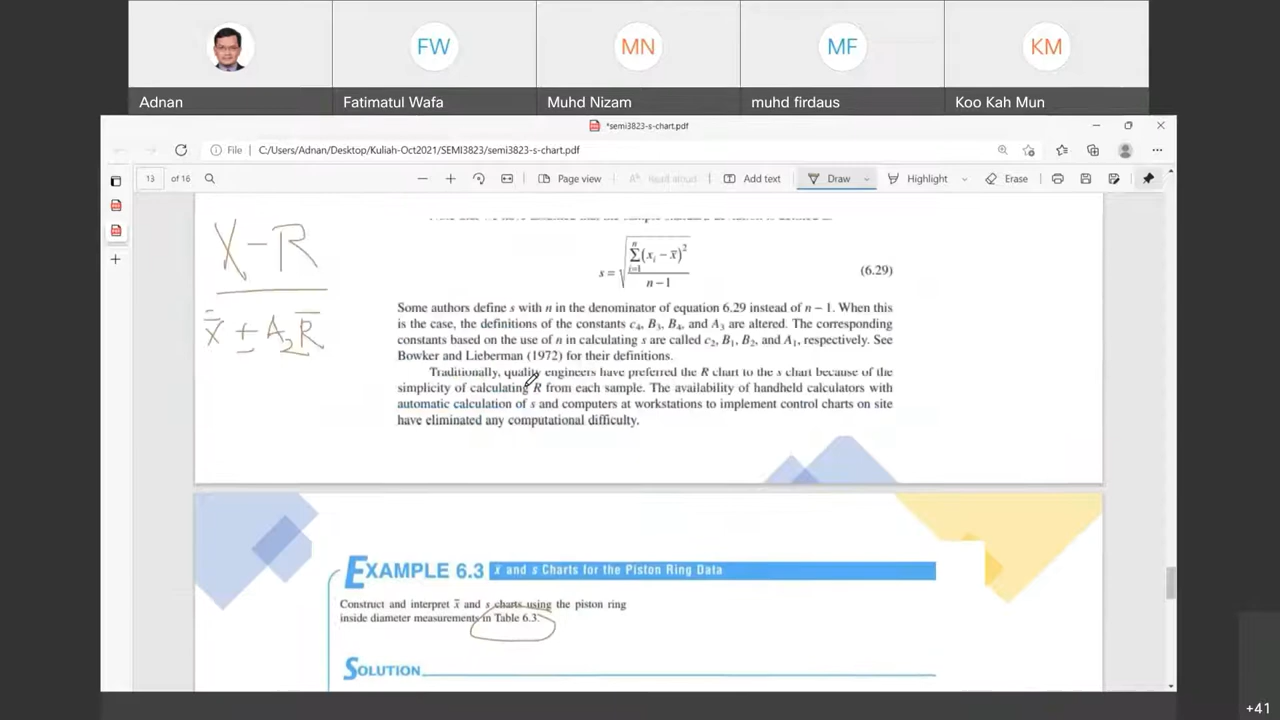 FW
MN
MF
KM
Adnan
Fatimatul Wafa
Muhd Nizam
muhd firdaus
Koo Kah Mun
*semi3823-s-chart.pdf
File C:/Users/Adnan/Desktop/Kuliah-Oct2021/SEMI3823/semi3823-s-chart.pdf
13 of 16
Page view
Read aloud
Add text
Draw
Highlight
Erase
X – R
x̿ ± A₂R̄
s = √(∑ⁿᵢ₌₁(xᵢ – x̄)² / n – 1)
(6.29)
Some authors define s with n in the denominator of equation 6.29 instead of n – 1. When this
is the case, the definitions of the constants c₄, B₃, B₄, and A₃ are altered. The corresponding
constants based on the use of n in calculating s are called c₂, B₁, B₂, and A₁, respectively. See
Bowker and Lieberman (1972) for their definitions.
Traditionally, quality engineers have preferred the R chart to the s chart because of the
simplicity of calculating R from each sample. The availability of handheld calculators with
automatic calculation of s and computers at workstations to implement control charts on site
have eliminated any computational difficulty.
EXAMPLE 6.3 x̄ and s Charts for the Piston Ring Data
Construct and interpret x̄ and s charts using the piston ring
inside diameter measurements in Table 6.3.
SOLUTION
+41